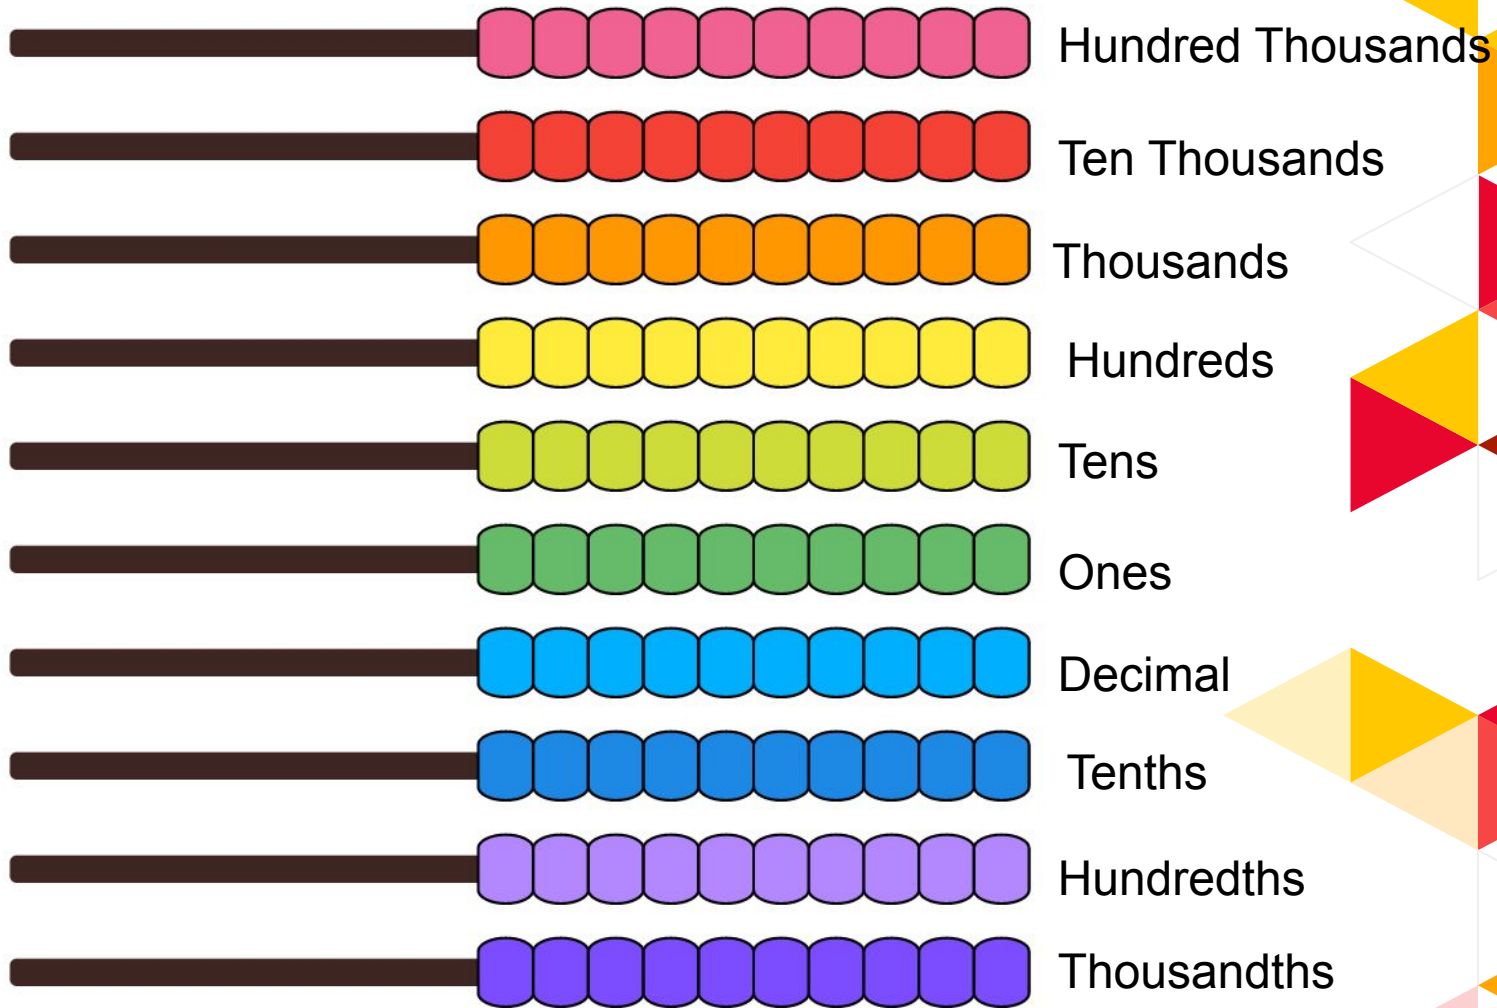 Hundred Thousands
Ten Thousands
Thousands
Hundreds
Tens
Ones
Decimal
Tenths
Hundredths
Thousandths